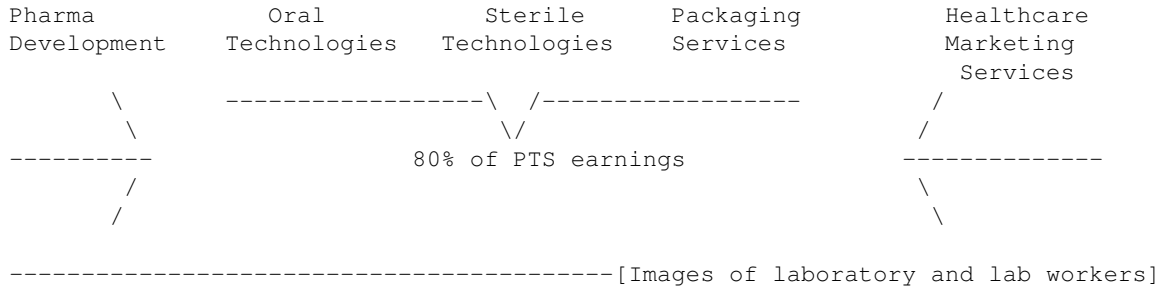 Pharma Oral Sterile Packaging Healthcare
Development Technologies Technologies Services Marketing
Services
80% of PTS earnings
[Images of laboratory and lab workers]